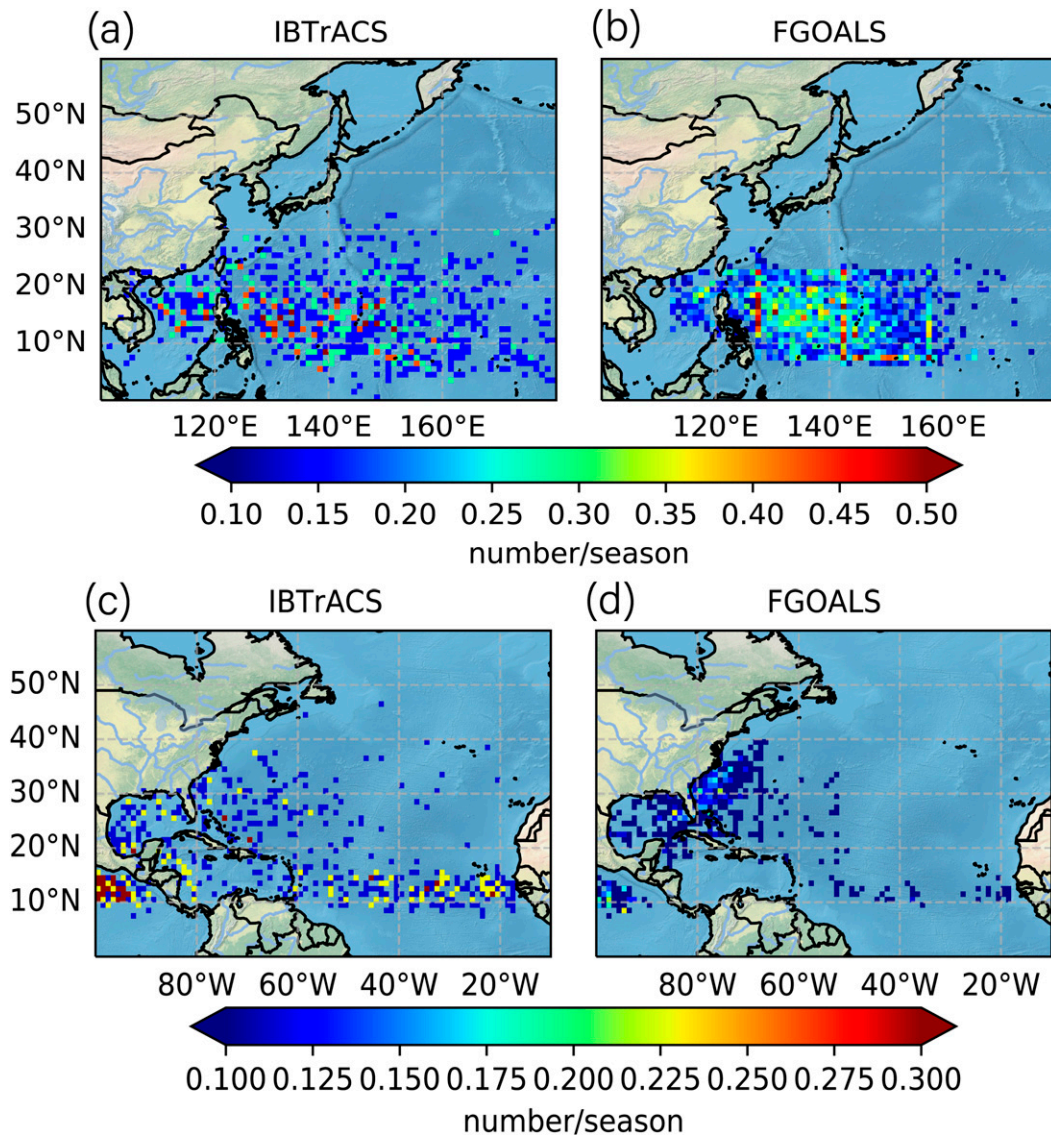 (a) IBTrACS (b) FGOALS
50°N
40°N
30°N
20°N
10°N
120°E 140°E 160°E 120°E 140°E 160°E
0.10 0.15 0.20 0.25 0.30 0.35 0.40 0.45 0.50
number/season
(c) IBTrACS (d) FGOALS
50°N
40°N
30°N
20°N
10°N
80°W 60°W 40°W 20°W 80°W 60°W 40°W 20°W
0.100 0.125 0.150 0.175 0.200 0.225 0.250 0.275 0.300
number/season